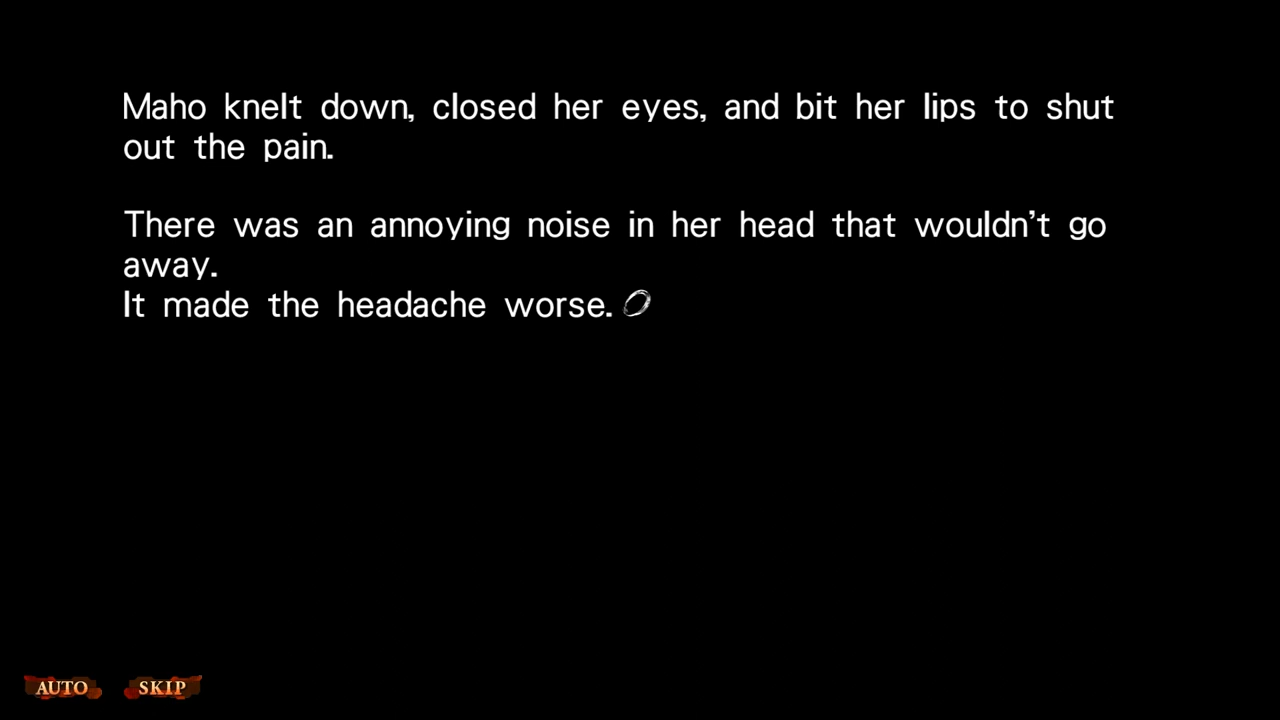 Maho knelt down, closed her eyes, and bit her lips to shut
out the pain.
There was an annoying noise in her head that wouldn't go
away.
It made the headache worse.
AUTO
SKIP